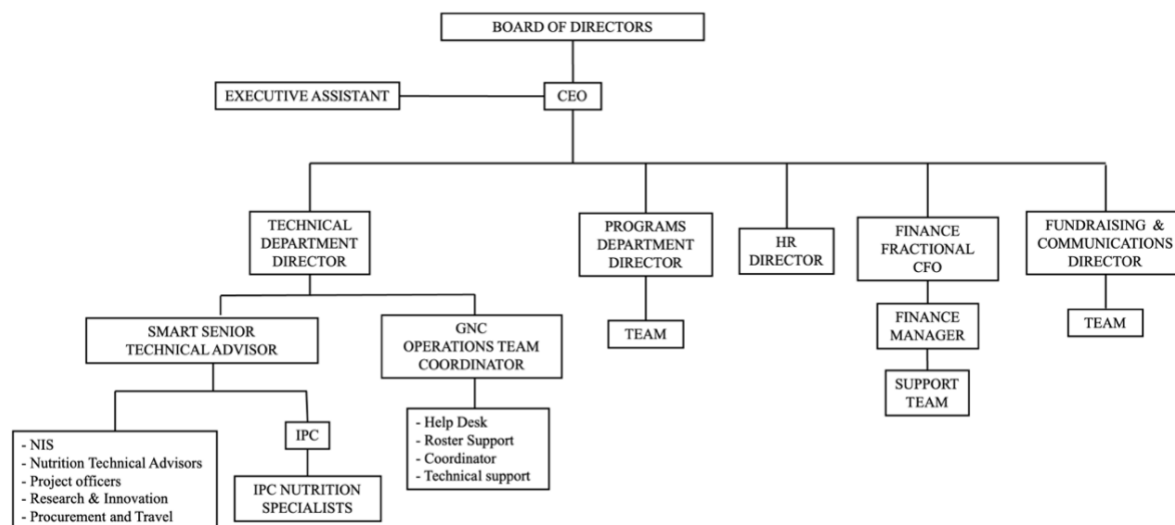 BOARD OF DIRECTORS
EXECUTIVE ASSISTANT
CEO
TECHNICAL
DEPARTMENT
DIRECTOR
PROGRAMS
DEPARTMENT
DIRECTOR
HR
DIRECTOR
FINANCE
FRACTIONAL
CFO
FUNDRAISING &
COMMUNICATIONS
DIRECTOR
SMART SENIOR
TECHNICAL ADVISOR
GNC
OPERATIONS TEAM
COORDINATOR
TEAM
FINANCE
MANAGER
TEAM
SUPPORT
TEAM
- NIS
- Nutrition Technical Advisors
- Project officers
- Research & Innovation
- Procurement and Travel
IPC
IPC NUTRITION
SPECIALISTS
- Help Desk
- Roster Support
- Coordinator
- Technical support